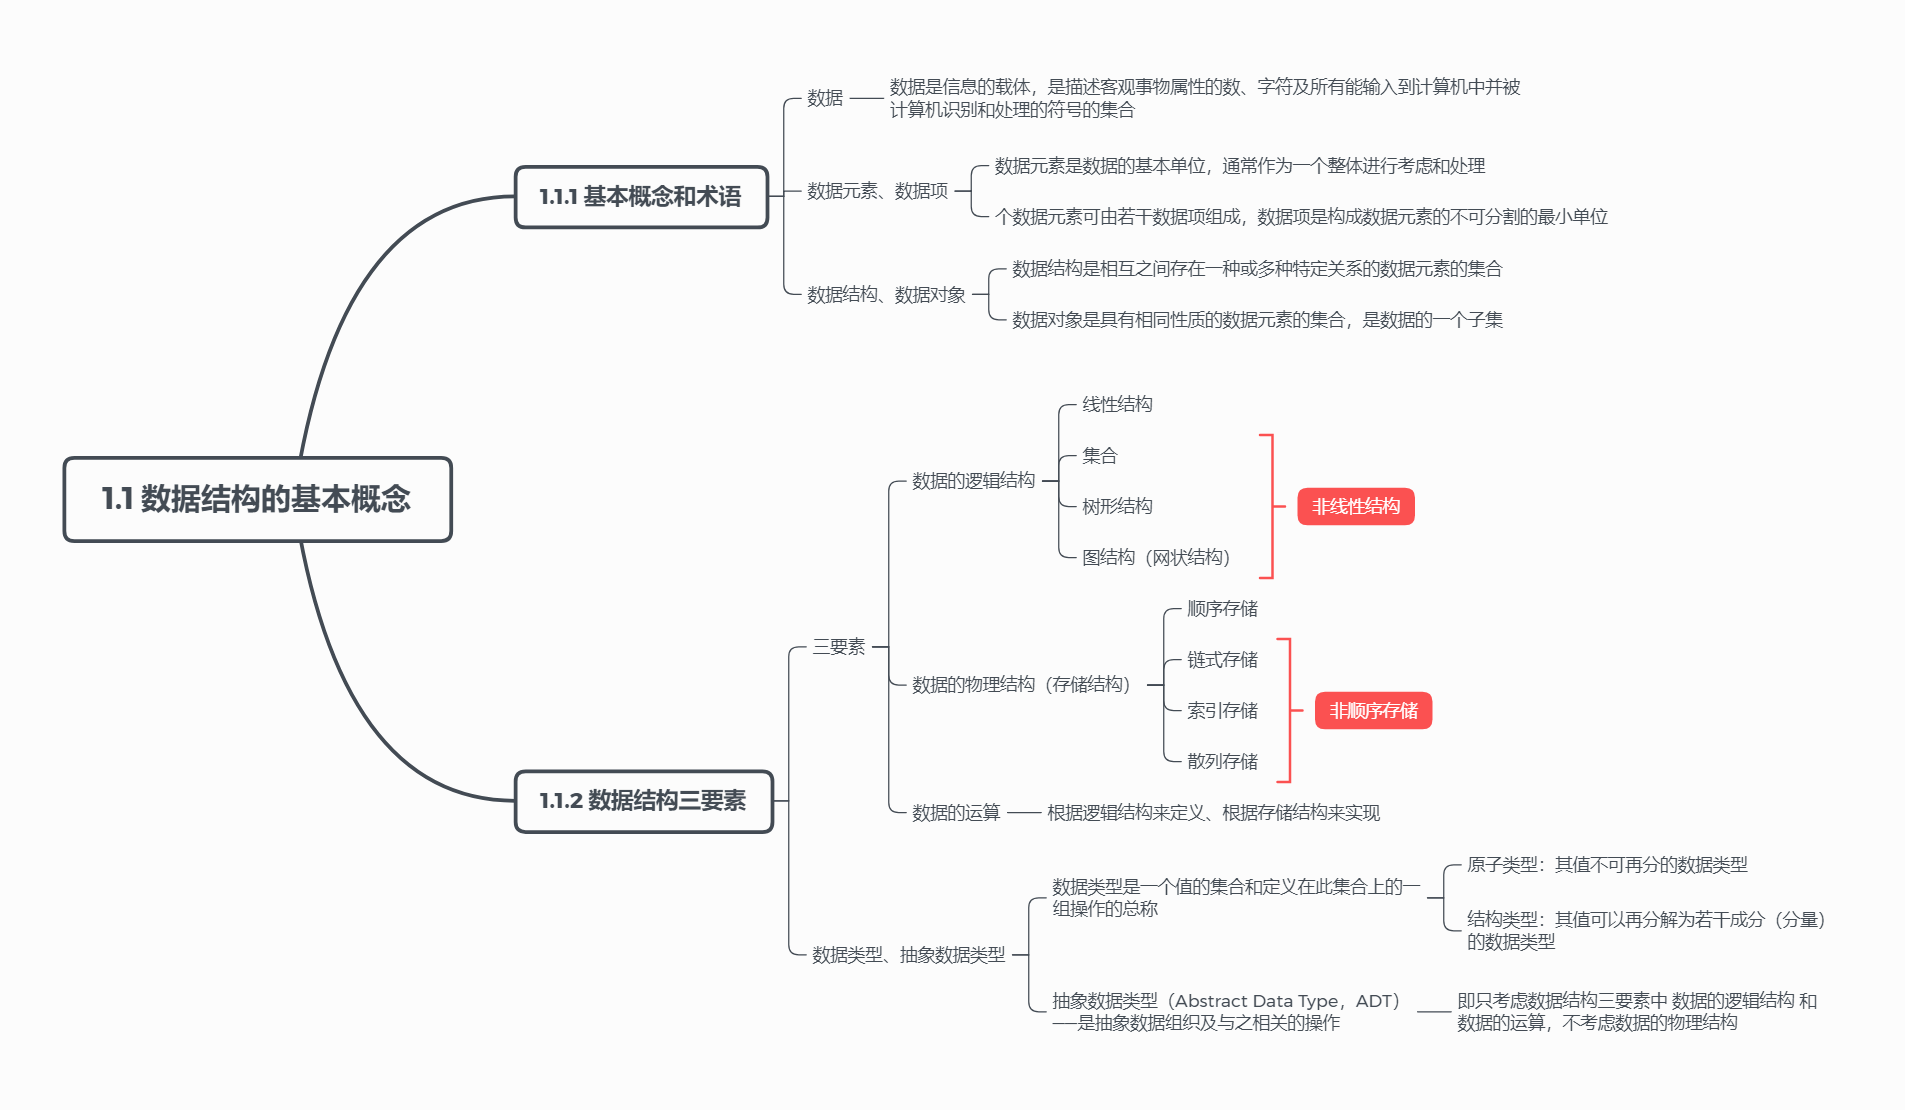 1.1 数据结构的基本概念
1.1.1 基本概念和术语
数据
数据是信息的载体，是描述客观事物属性的数、字符及所有能输入到计算机中并被
计算机识别和处理的符号的集合
数据元素、数据项
数据元素是数据的基本单位，通常作为一个整体进行考虑和处理
个数据元素可由若干数据项组成，数据项是构成数据元素的不可分割的最小单位
数据结构、数据对象
数据结构是相互之间存在一种或多种特定关系的数据元素的集合
数据对象是具有相同性质的数据元素的集合，是数据的一个子集
1.1.2 数据结构三要素
三要素
数据的逻辑结构
线性结构
集合
树形结构
图结构（网状结构）
非线性结构
数据的物理结构（存储结构）
顺序存储
链式存储
索引存储
散列存储
非顺序存储
数据的运算
根据逻辑结构来定义、根据存储结构来实现
数据类型、抽象数据类型
数据类型是一个值的集合和定义在此集合上的一
组操作的总称
原子类型：其值不可再分的数据类型
结构类型：其值可以再分解为若干成分（分量）
的数据类型
抽象数据类型（Abstract Data Type，ADT）
——是抽象数据组织及与之相关的操作
即只考虑数据结构三要素中 数据的逻辑结构 和
数据的运算，不考虑数据的物理结构